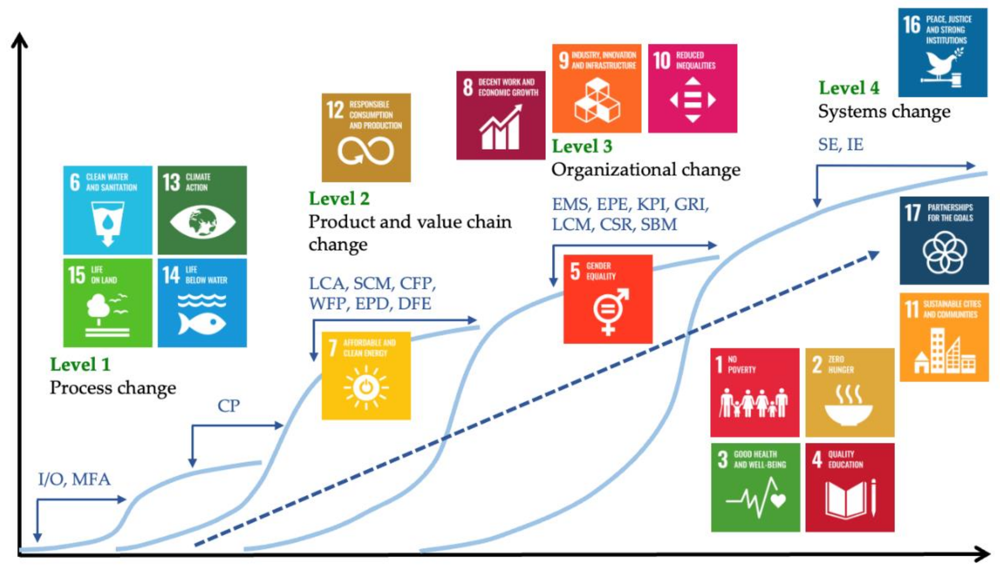 6 CLEAN WATER
AND SANITATION
13 CLIMATE
ACTION
15 LIFE
ON LAND
14 LIFE
BELOW WATER
Level 1
Process change
I/O, MFA
CP
12 RESPONSIBLE
CONSUMPTION
AND PRODUCTION
Level 2
Product and value chain
change
LCA, SCM, CFP,
WFP, EPD, DFE
7 AFFORDABLE AND
CLEAN ENERGY
8 DECENT WORK AND
ECONOMIC GROWTH
9 INDUSTRY, INNOVATION
AND INFRASTRUCTURE
10 REDUCED
INEQUALITIES
Level 3
Organizational change
EMS, EPE, KPI, GRI,
LCM, CSR, SBM
5 GENDER
EQUALITY
16 PEACE, JUSTICE
AND STRONG
INSTITUTIONS
Level 4
Systems change
SE, IE
17 PARTNERSHIPS
FOR THE GOALS
11 SUSTAINABLE CITIES
AND COMMUNITIES
1 NO
POVERTY
2 ZERO
HUNGER
3 GOOD HEALTH
AND WELL-BEING
4 QUALITY
EDUCATION